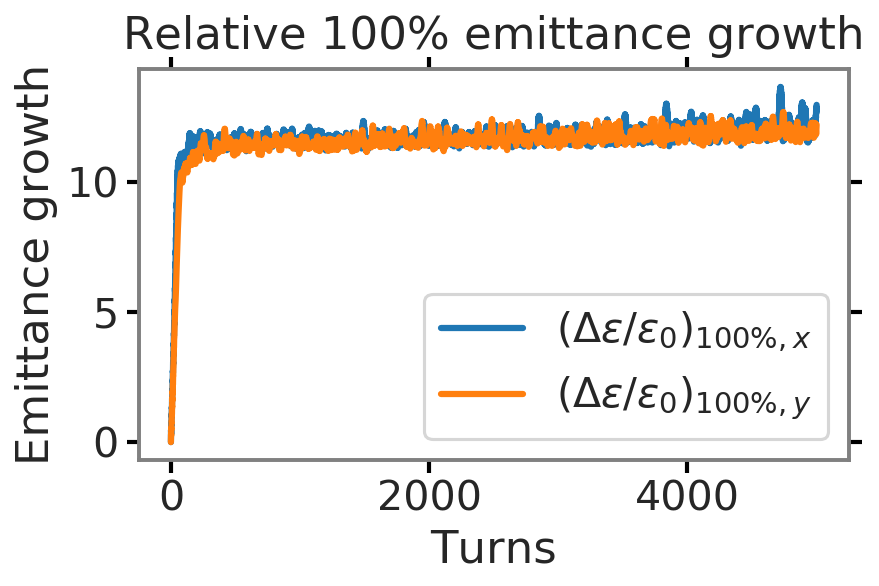 Relative 100% emittance growth
Emittance growth
10
5
0
(Δε/ε₀)₁₀₀%, ₓ
(Δε/ε₀)₁₀₀%, y
0 2000 4000
Turns